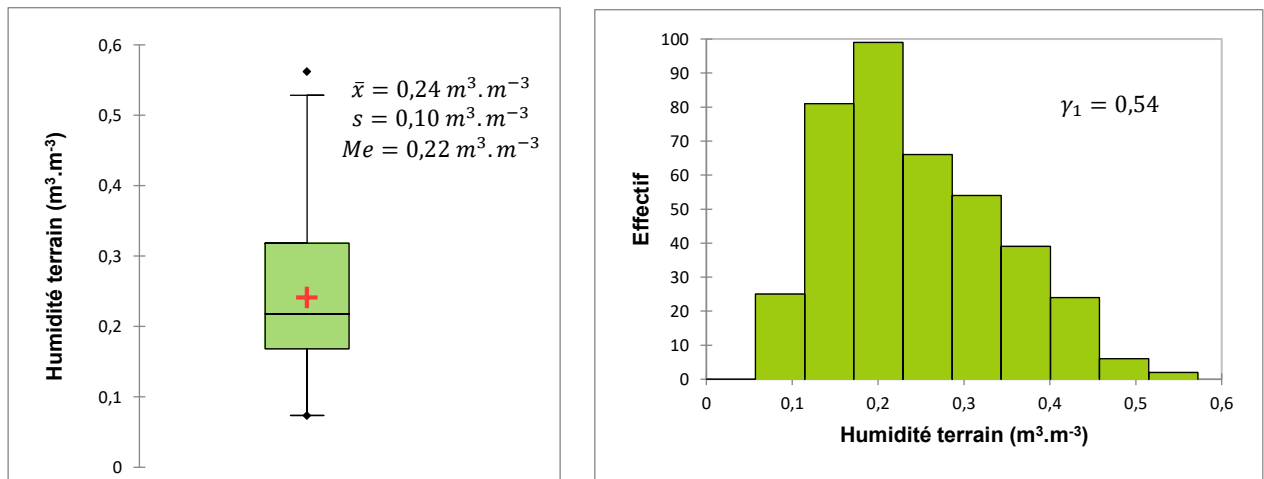 0,6
0,5
0,4
0,3
0,2
0,1
0
Humidité terrain (m³.m-³)
x̄ = 0,24 m³.m⁻³
s = 0,10 m³.m⁻³
Me = 0,22 m³.m⁻³
100
90
80
70
60
50
40
30
20
10
0
Effectif
γ₁ = 0,54
0 0,1 0,2 0,3 0,4 0,5 0,6
Humidité terrain (m³.m-³)